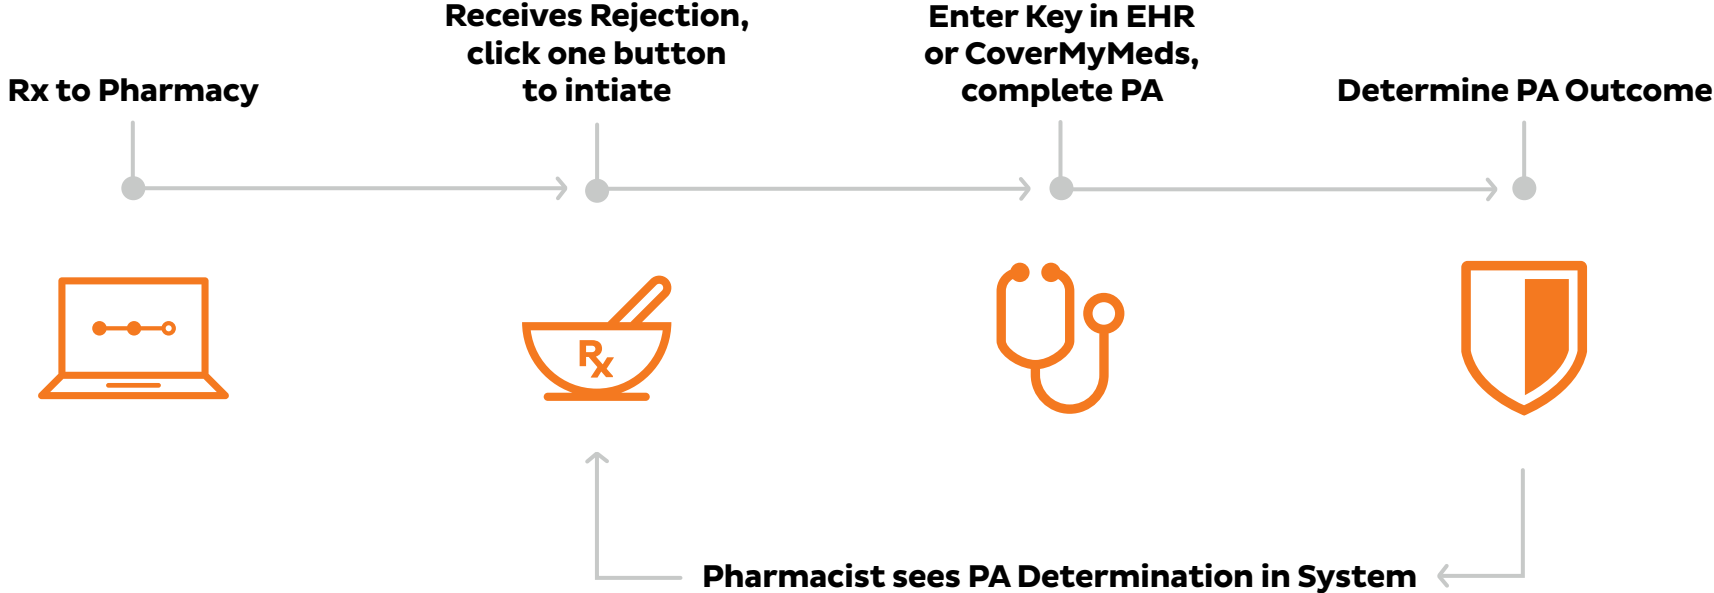 Rx to Pharmacy
Receives Rejection,
click one button
to intiate
Enter Key in EHR
or CoverMyMeds,
complete PA
Determine PA Outcome
Rx
Pharmacist sees PA Determination in System